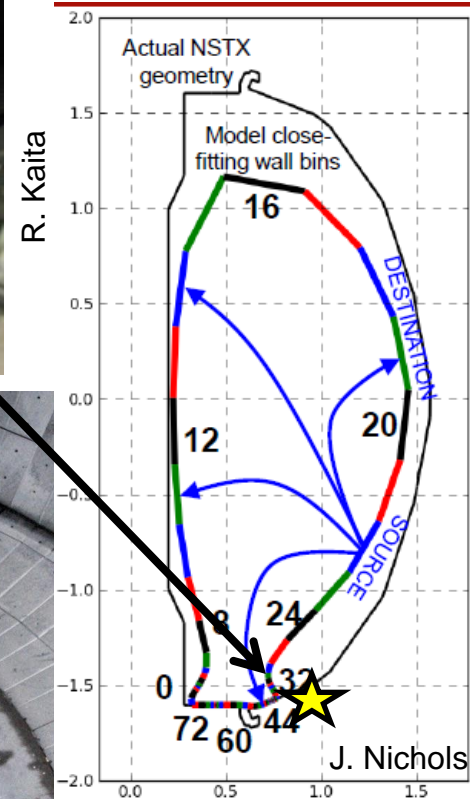 R. Kaita
Actual NSTX
geometry
Model close-
fitting wall bins
16
DESTINATION
20
12
SOURCE
24
8
0
32
72
60
44
J. Nichols
2.0
1.5
1.0
0.5
0.0
−0.5
−1.0
−1.5
−2.0
0.0
0.5
1.0
1.5